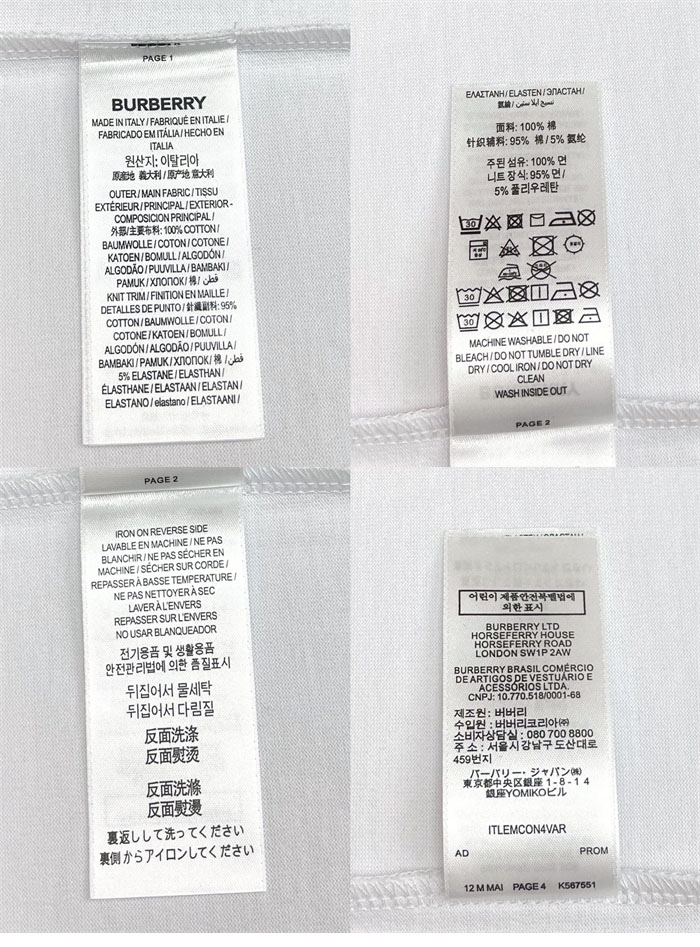 PAGE 1
BURBERRY
MADE IN ITALY / FABRIQUÉ EN ITALIE /
FABRICADO EM ITÁLIA / HECHO EN
ITALIA
원산지: 이탈리아
原産地 義大利 / 原产地 意大利
OUTER / MAIN FABRIC / TISSU
EXTÉRIEUR / PRINCIPAL / EXTERIOR-
COMPOSICIÓN PRINCIPAL /
外部/主要布料: 100% COTTON /
BAUMWOLLE / COTON / COTONE /
KATOEN / BOMULL / ALGODÓN /
ALGODÃO / PUUVILLA / BAMBAKI /
PAMUK / ХЛОПОК / 棉 / قطن /
KNIT TRIM / FINITION EN MAILLE /
DETALLES DE PUNTO / 針織副料: 95%
COTTON / BAUMWOLLE / COTON /
COTONE / KATOEN / BOMULL /
ALGODÓN / ALGODÃO / PUUVILLA /
BAMBAKI / PAMUK / ХЛОПОК / 棉 / قطن /
5% ELASTANE / ELASTHAN /
ÉLASTHANE / ELASTAAN / ELASTAN /
ELASTANO / elastano / ELASTAANI /
ΕΛΑΣΤΑΝΗ / ELASTEN / ЭЛАСТАН /
面料: 100% 棉
针织辅料: 95% 棉 / 5% 氨纶
주된 섬유: 100% 면
니트 장식: 95% 면 /
5% 폴리우레탄
30
30
30
MACHINE WASHABLE / DO NOT
BLEACH / DO NOT TUMBLE DRY / LINE
DRY / COOL IRON / DO NOT DRY
CLEAN
WASH INSIDE OUT
PAGE 2
PAGE 2
IRON ON REVERSE SIDE
LAVABLE EN MACHINE / NE PAS
BLANCHIR / NE PAS SÉCHER EN
MACHINE / SÉCHER SUR CORDE /
REPASSER À BASSE TEMPERATURE /
NE PAS NETTOYER À SEC
LAVER À L'ENVERS
REPASSER SUR L'ENVERS
NO USAR BLANQUEADOR
전기용품 및 생활용품
안전관리법에 의한 품질표시
뒤집어서 물세탁
뒤집어서 다림질
反面洗涤
反面熨烫
反面洗滌
反面熨燙
裏返しして洗ってください
裏側からアイロンしてください
어린이 제품안전특별법에
의한 표시
BURBERRY LTD
HORSEFERRY HOUSE
HORSEFERRY ROAD
LONDON SW1P 2AW
BURBERRY BRASIL COMÉRCIO
DE ARTIGOS DE VESTUÁRIO E
ACESSÓRIOS LTDA.
CNPJ: 10.770.518/0001-68
제조원 : 버버리
수입원 : 버버리코리아㈜
소비자상담실 : 080 700 8800
주 소 : 서울시 강남구 도산대로
459번지
バーバリー・ジャパン㈱
東京都中央区銀座 1 - 8 - 1 4
銀座YOMIKOビル
ITLEMCON4VAR
AD PROM
12 M MAI PAGE 4 K567551